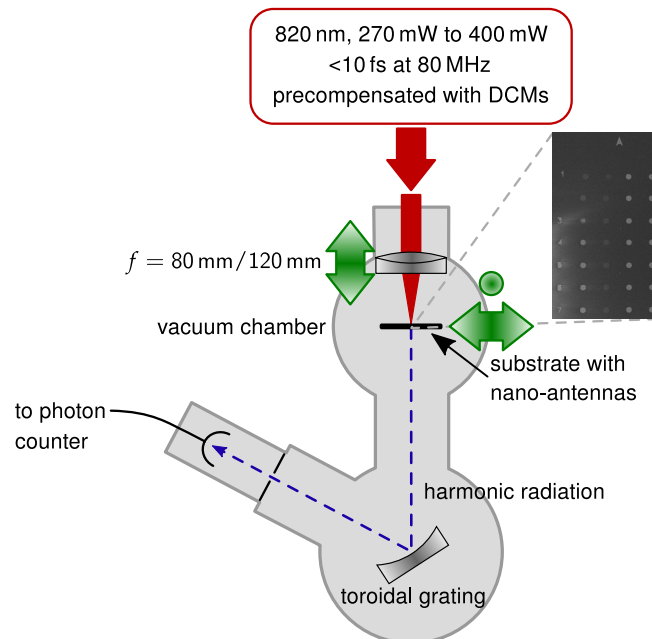 820 nm, 270 mW to 400 mW
<10 fs at 80 MHz
precompensated with DCMs
f = 80 mm/120 mm
vacuum chamber
substrate with
nano-antennas
to photon
counter
harmonic radiation
toroidal grating